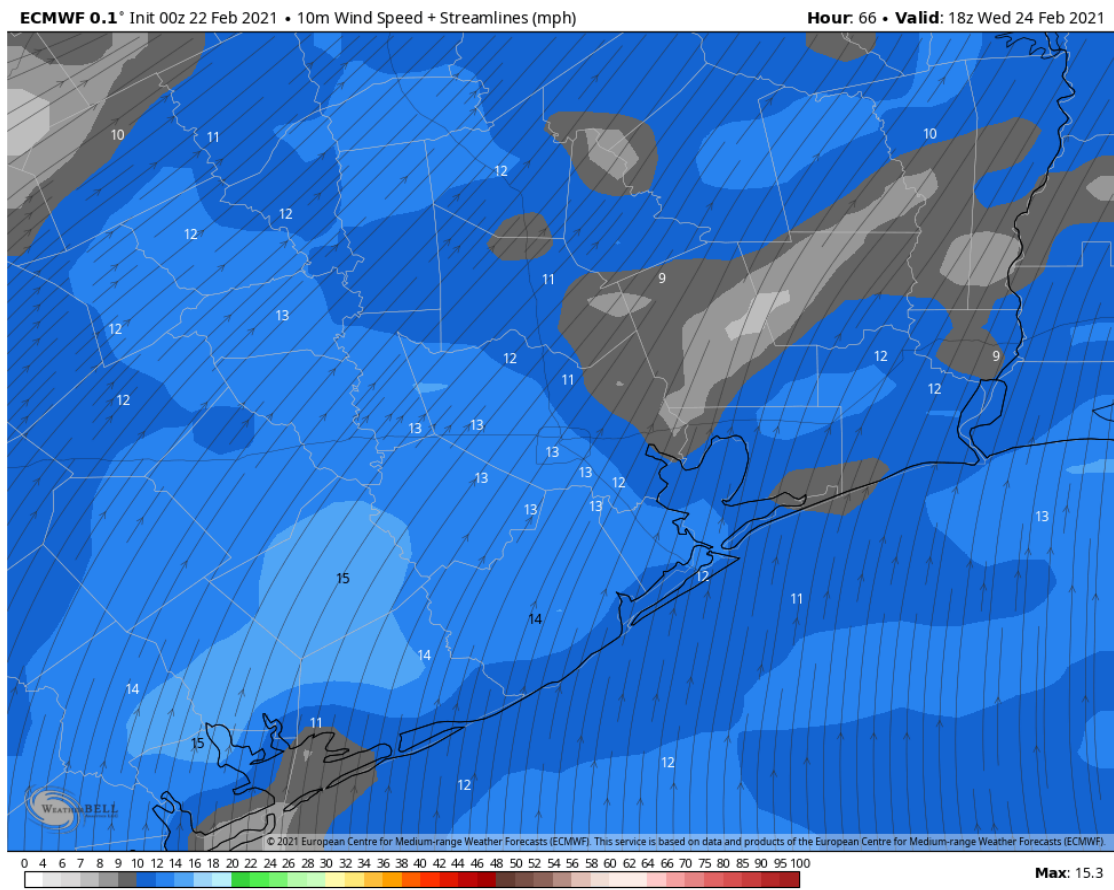 ECMWF 0.1° Init 00z 22 Feb 2021 • 10m Wind Speed + Streamlines (mph) Hour: 66 • Valid: 18z Wed 24 Feb 2021
10 11 10
12
12
12
11 9
13
12
12 11 12 9
12 12
13 13
13
13 13 12
13 13 13
15 12 11
14
14
14
11
15
12 12
WEATHERBELL
© 2021 European Centre for Medium-range Weather Forecasts (ECMWF). This service is based on data and products of the European Centre for Medium-range Weather Forecasts (ECMWF).
0 4 6 7 8 9 10 12 14 16 18 20 22 24 26 28 30 32 34 36 38 40 42 44 46 48 50 52 54 56 58 60 62 64 66 70 75 80 85 90 95 100
Max: 15.3